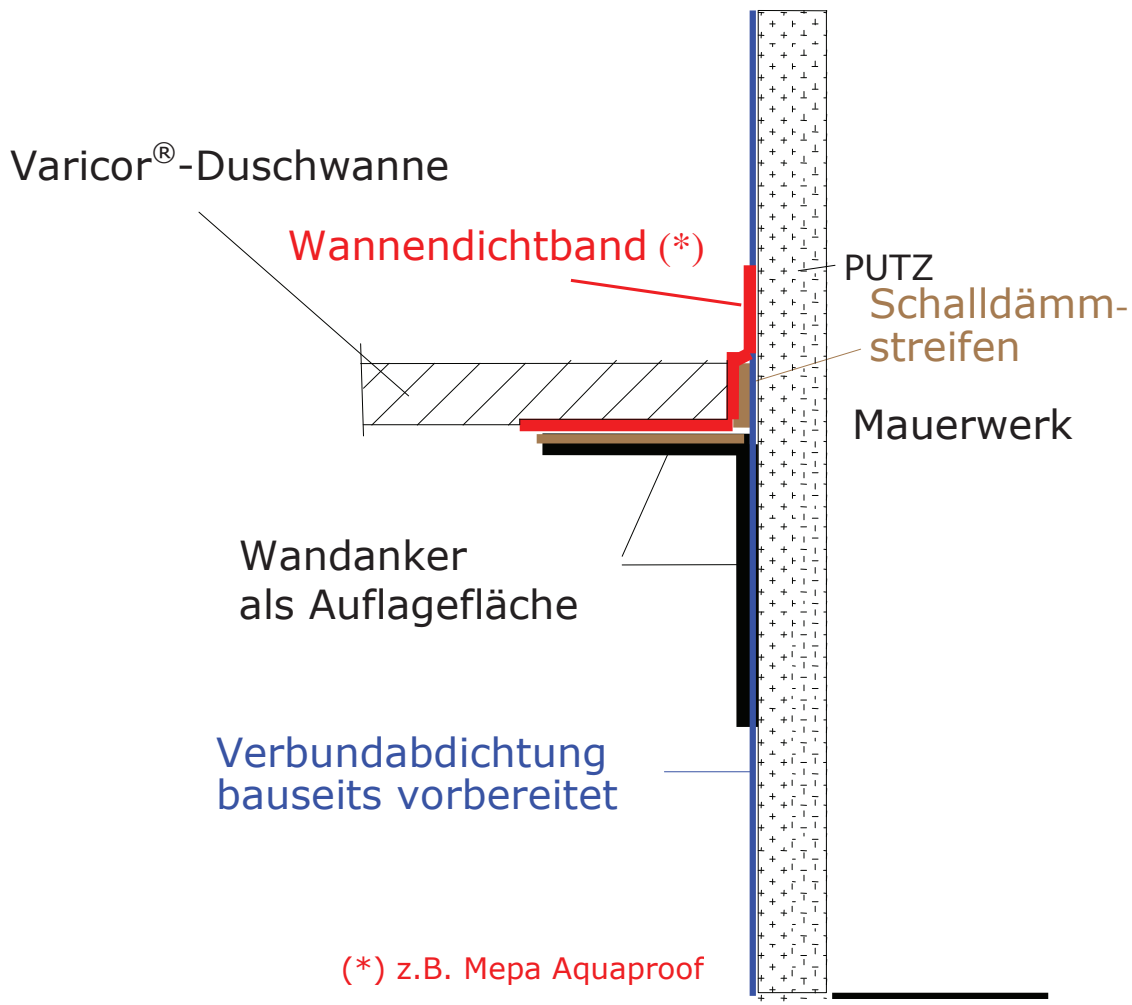 Varicor®-Duschwanne
Wannendichtband (*)
PUTZ
Schalldämm-
streifen
Mauerwerk
Wandanker
als Auflagefläche
Verbundabdichtung
bauseits vorbereitet
(*) z.B. Mepa Aquaproof